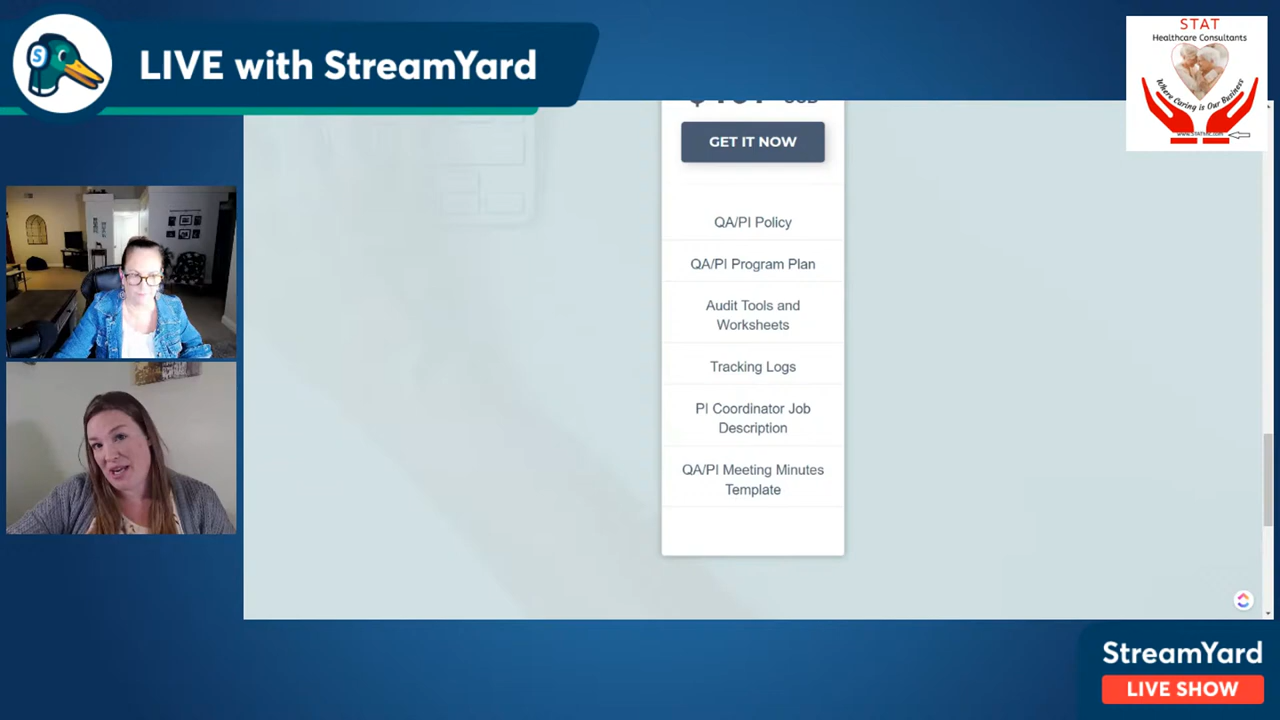 LIVE with StreamYard
S
STAT
Healthcare Consultants
Where Caring is Our Business
USD
GET IT NOW
QA/PI Policy
QA/PI Program Plan
Audit Tools and
Worksheets
Tracking Logs
PI Coordinator Job
Description
QA/PI Meeting Minutes
Template
StreamYard
LIVE SHOW